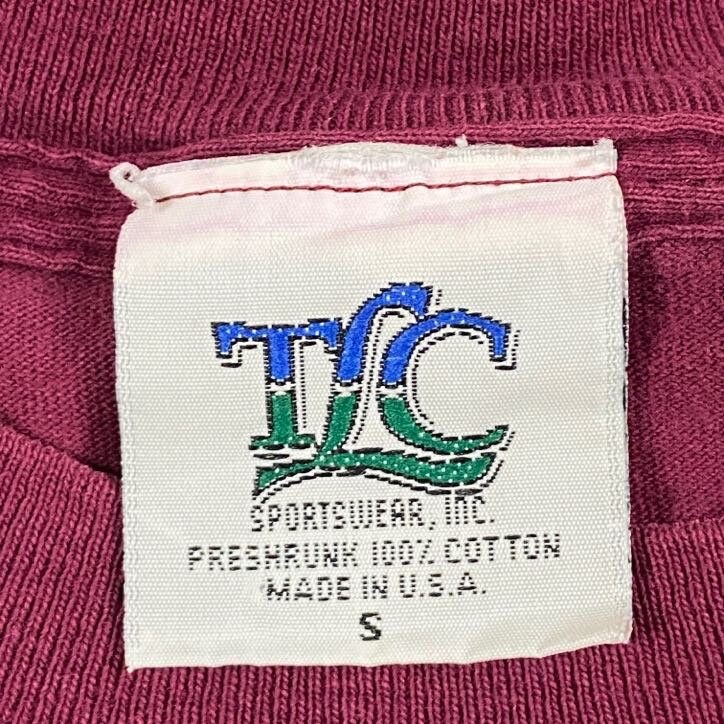 TLC
SPORTSWEAR, INC.
PRESHRUNK 100% COTTON
MADE IN U.S.A.
S